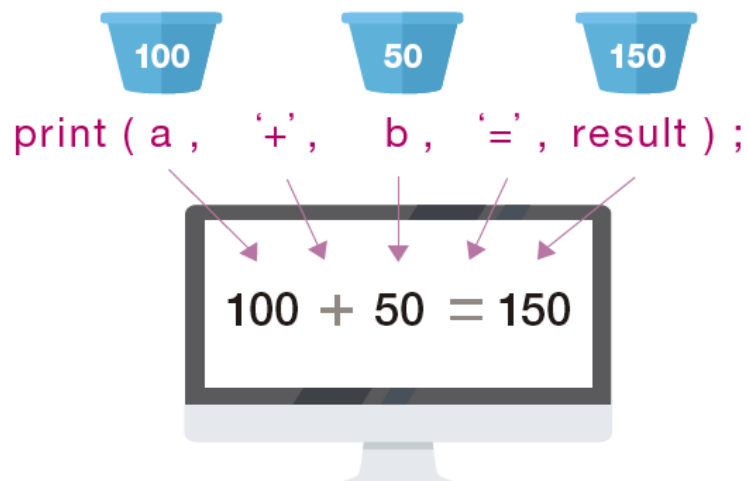 100 50 150
print ( a , ‘+’, b , ‘=’ , result ) ;
100 + 50 = 150